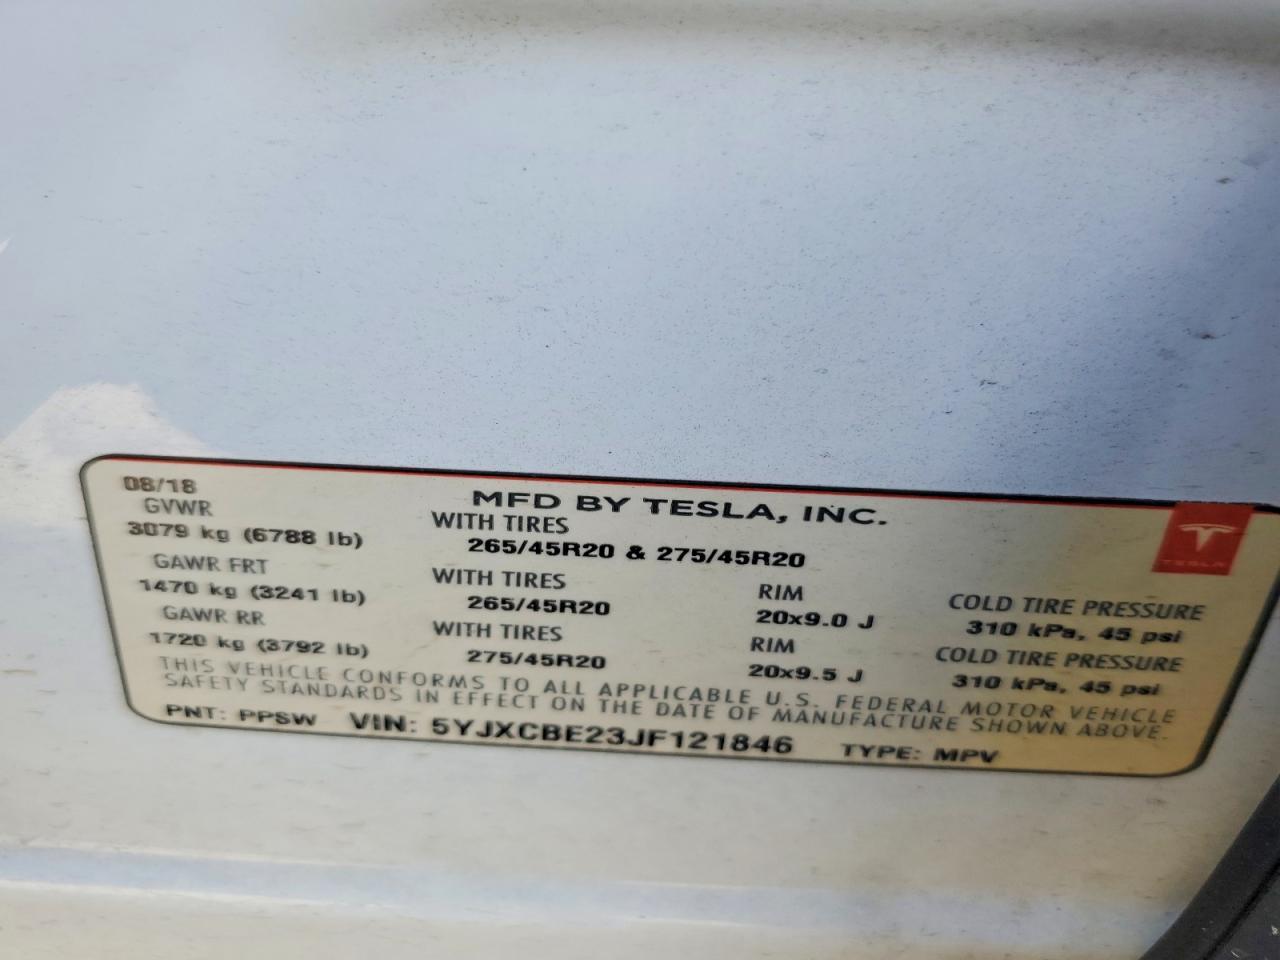 08/18
MFD BY TESLA, INC.
GVWR
3079 kg (6788 lb)
WITH TIRES
265/45R20 & 275/45R20
GAWR FRT
1470 kg (3241 lb)
WITH TIRES
265/45R20
RIM
20x9.0 J
COLD TIRE PRESSURE
310 kPa, 45 psi
GAWR RR
1720 kg (3792 lb)
WITH TIRES
275/45R20
RIM
20x9.5 J
COLD TIRE PRESSURE
310 kPa, 45 psi
THIS VEHICLE CONFORMS TO ALL APPLICABLE U.S. FEDERAL MOTOR VEHICLE
SAFETY STANDARDS IN EFFECT ON THE DATE OF MANUFACTURE SHOWN ABOVE.
PNT: PPSW VIN: 5YJXCBE23JF121846 TYPE: MPV
TESLA